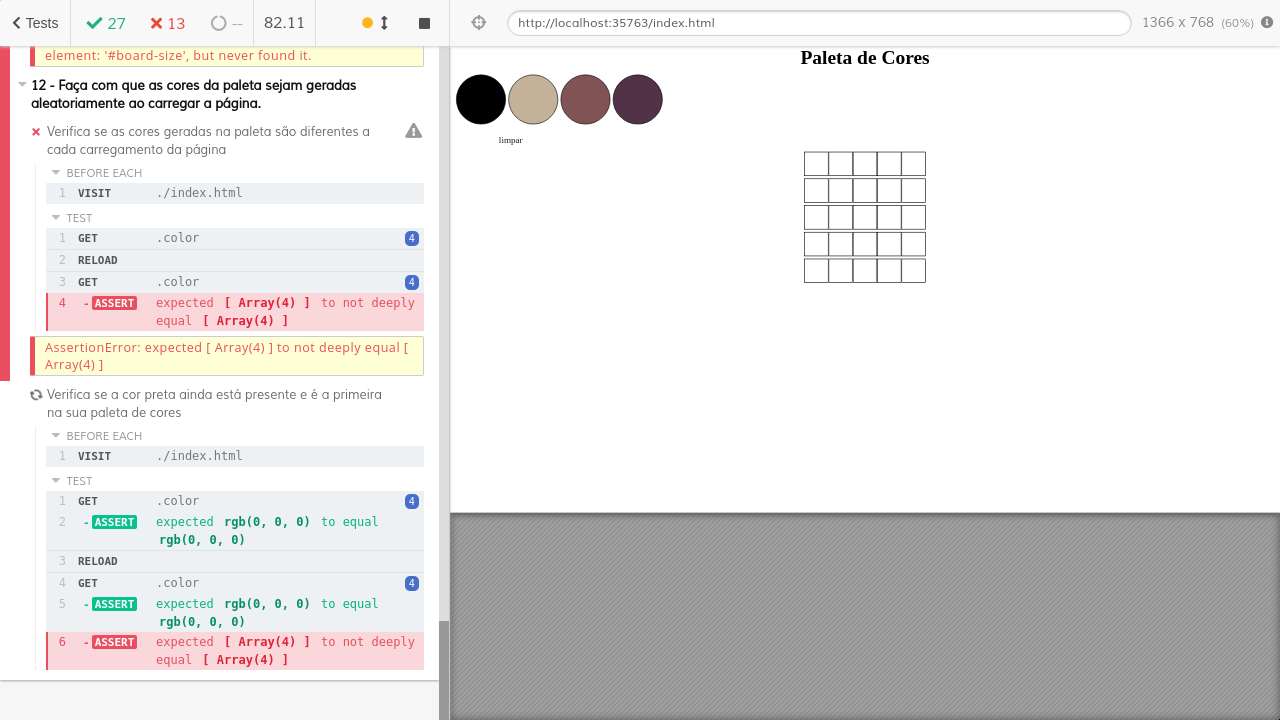 Tests
27
13
--
82.11
http://localhost:35763/index.html
1366 x 768 (60%)
element: '#board-size', but never found it.
12 - Faça com que as cores da paleta sejam geradas
aleatoriamente ao carregar a página.
Verifica se as cores geradas na paleta são diferentes a
cada carregamento da página
BEFORE EACH
1 VISIT ./index.html
TEST
1 GET .color 4
2 RELOAD
3 GET .color 4
4 -ASSERT expected [ Array(4) ] to not deeply
equal [ Array(4) ]
AssertionError: expected [ Array(4) ] to not deeply equal [
Array(4) ]
Verifica se a cor preta ainda está presente e é a primeira
na sua paleta de cores
BEFORE EACH
1 VISIT ./index.html
TEST
1 GET .color 4
2 -ASSERT expected rgb(0, 0, 0) to equal
rgb(0, 0, 0)
3 RELOAD
4 GET .color 4
5 -ASSERT expected rgb(0, 0, 0) to equal
rgb(0, 0, 0)
6 -ASSERT expected [ Array(4) ] to not deeply
equal [ Array(4) ]
Paleta de Cores
limpar